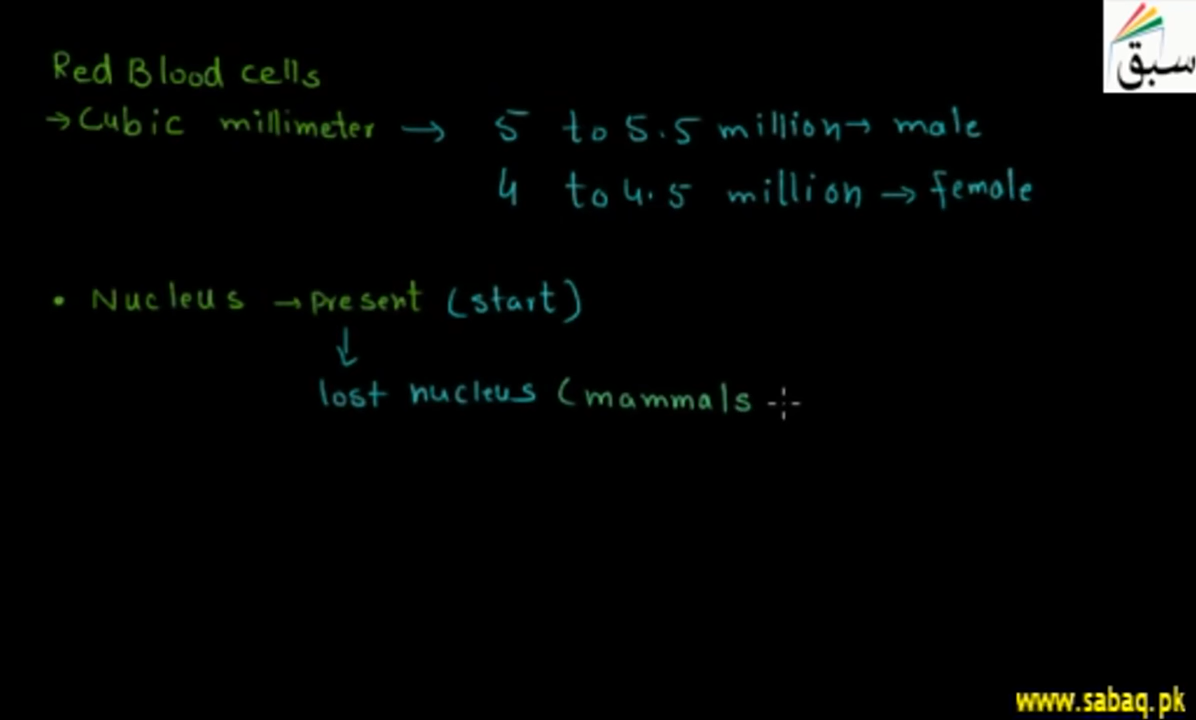 Red Blood cells
سبق
→ Cubic millimeter → 5 to 5.5 million → male
4 to 4.5 million → female
• Nucleus → present (start)
↓
lost nucleus (mammals
www.sabaq.pk